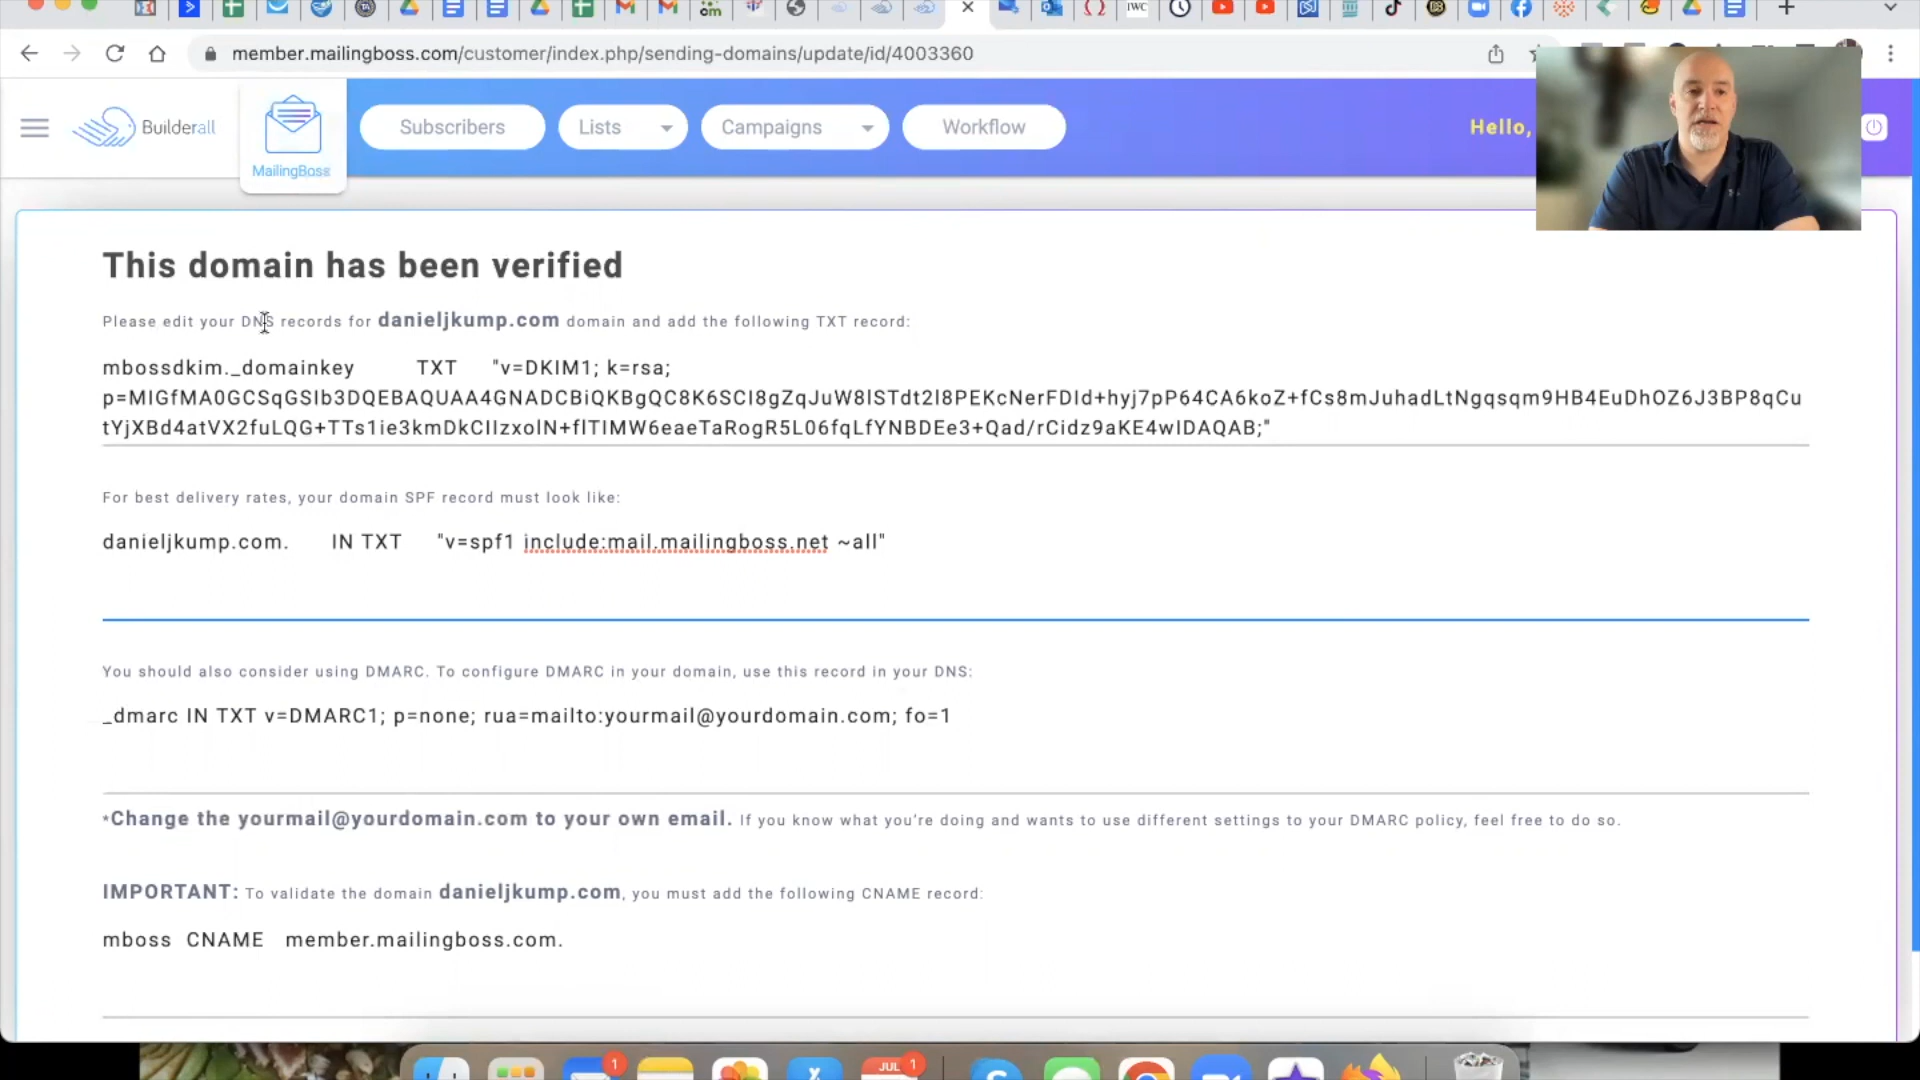 IWC
member.mailingboss.com/customer/index.php/sending-domains/update/id/4003360
Builderall
MailingBoss
Subscribers
Lists
Campaigns
Workflow
Hello,
This domain has been verified
Please edit your DNS records for danieljkump.com domain and add the following TXT record:
mbossdkim._domainkey TXT "v=DKIM1; k=rsa;
p=MIGfMA0GCSqGSIb3DQEBAQUAA4GNADCBiQKBgQC8K6SCI8gZqJuW8lSTdt2l8PEKcNerFDId+hyj7pP64CA6koZ+fCs8mJuhadLtNgqsqm9HB4EuDhOZ6J3BP8qCu
tYjXBd4atVX2fuLQG+TTs1ie3kmDkCIIzxolN+flTIMW6eaeTaRogR5L06fqLfYNBDEe3+Qad/rCidz9aKE4wIDAQAB;"
For best delivery rates, your domain SPF record must look like:
danieljkump.com. IN TXT "v=spf1 include:mail.mailingboss.net ~all"
You should also consider using DMARC. To configure DMARC in your domain, use this record in your DNS:
_dmarc IN TXT v=DMARC1; p=none; rua=mailto:yourmail@yourdomain.com; fo=1
*Change the yourmail@yourdomain.com to your own email. If you know what you're doing and wants to use different settings to your DMARC policy, feel free to do so.
IMPORTANT: To validate the domain danieljkump.com, you must add the following CNAME record:
mboss CNAME member.mailingboss.com.
1
JUL
1